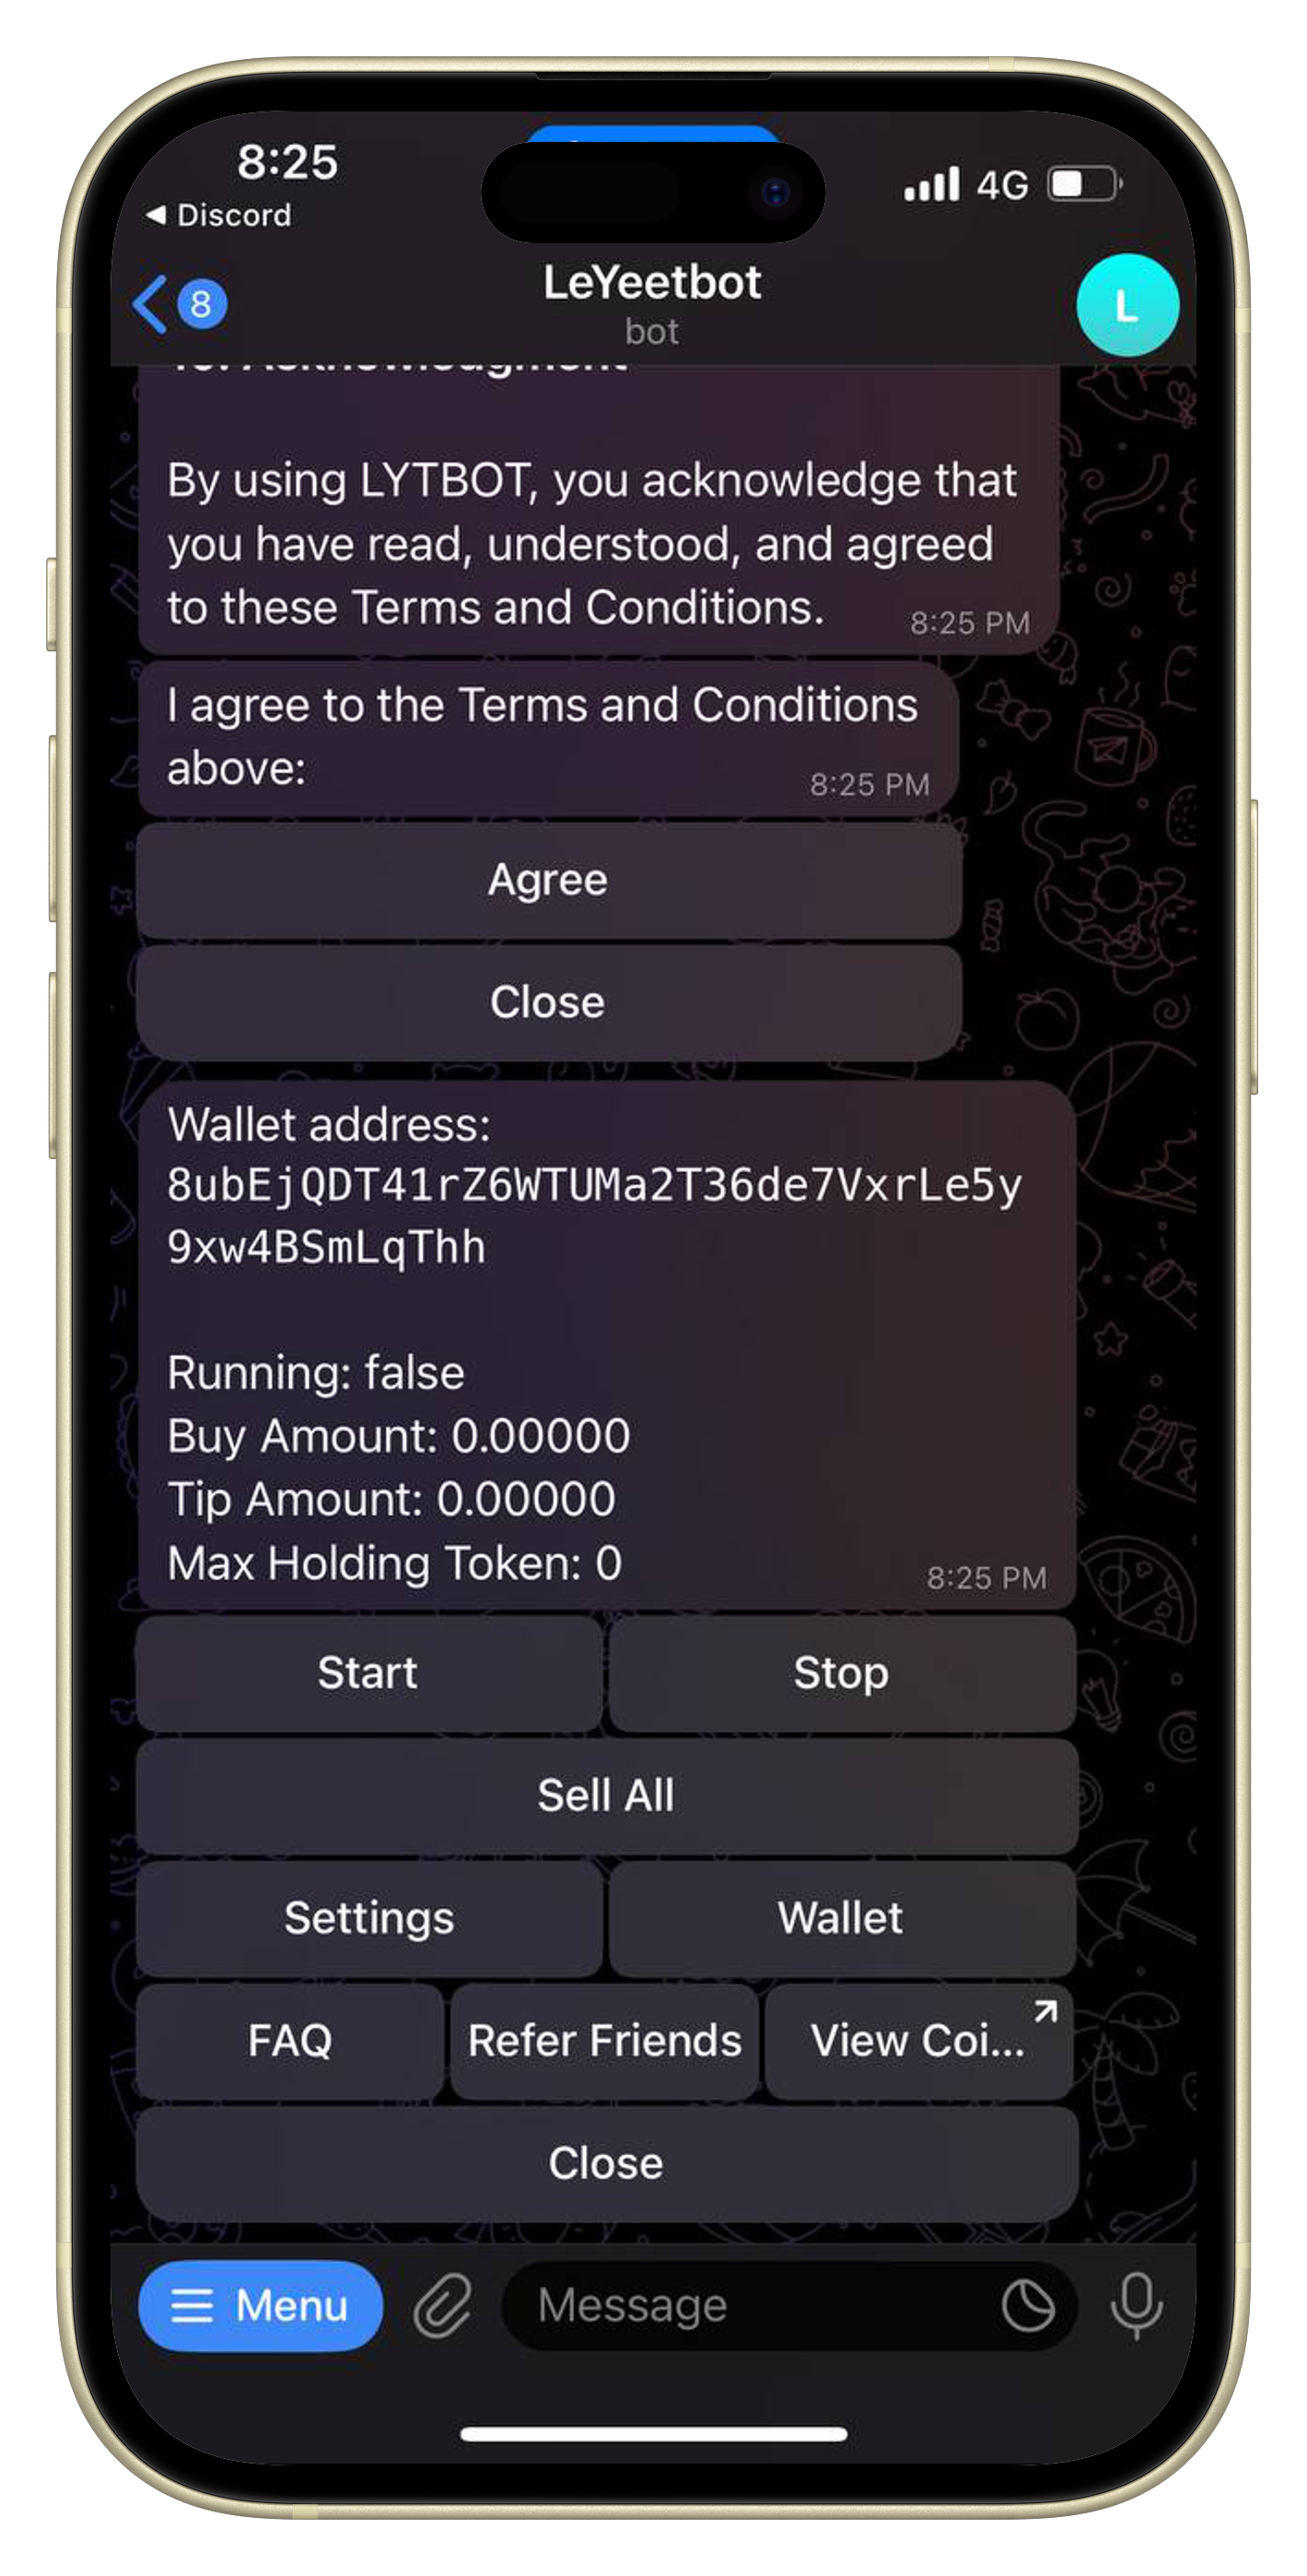 8:25
4G
Discord
8
LeYeetbot
bot
L
Acknowledgment
By using LYTBOT, you acknowledge that
you have read, understood, and agreed
to these Terms and Conditions.
8:25 PM
I agree to the Terms and Conditions
above:
8:25 PM
Agree
Close
Wallet address:
8ubEjQDT41rZ6WTUMa2T36de7VxrLe5y
9xw4BSmLqThh
Running: false
Buy Amount: 0.00000
Tip Amount: 0.00000
Max Holding Token: 0
8:25 PM
Start
Stop
Sell All
Settings
Wallet
FAQ
Refer Friends
View Coi...
Close
Menu
Message